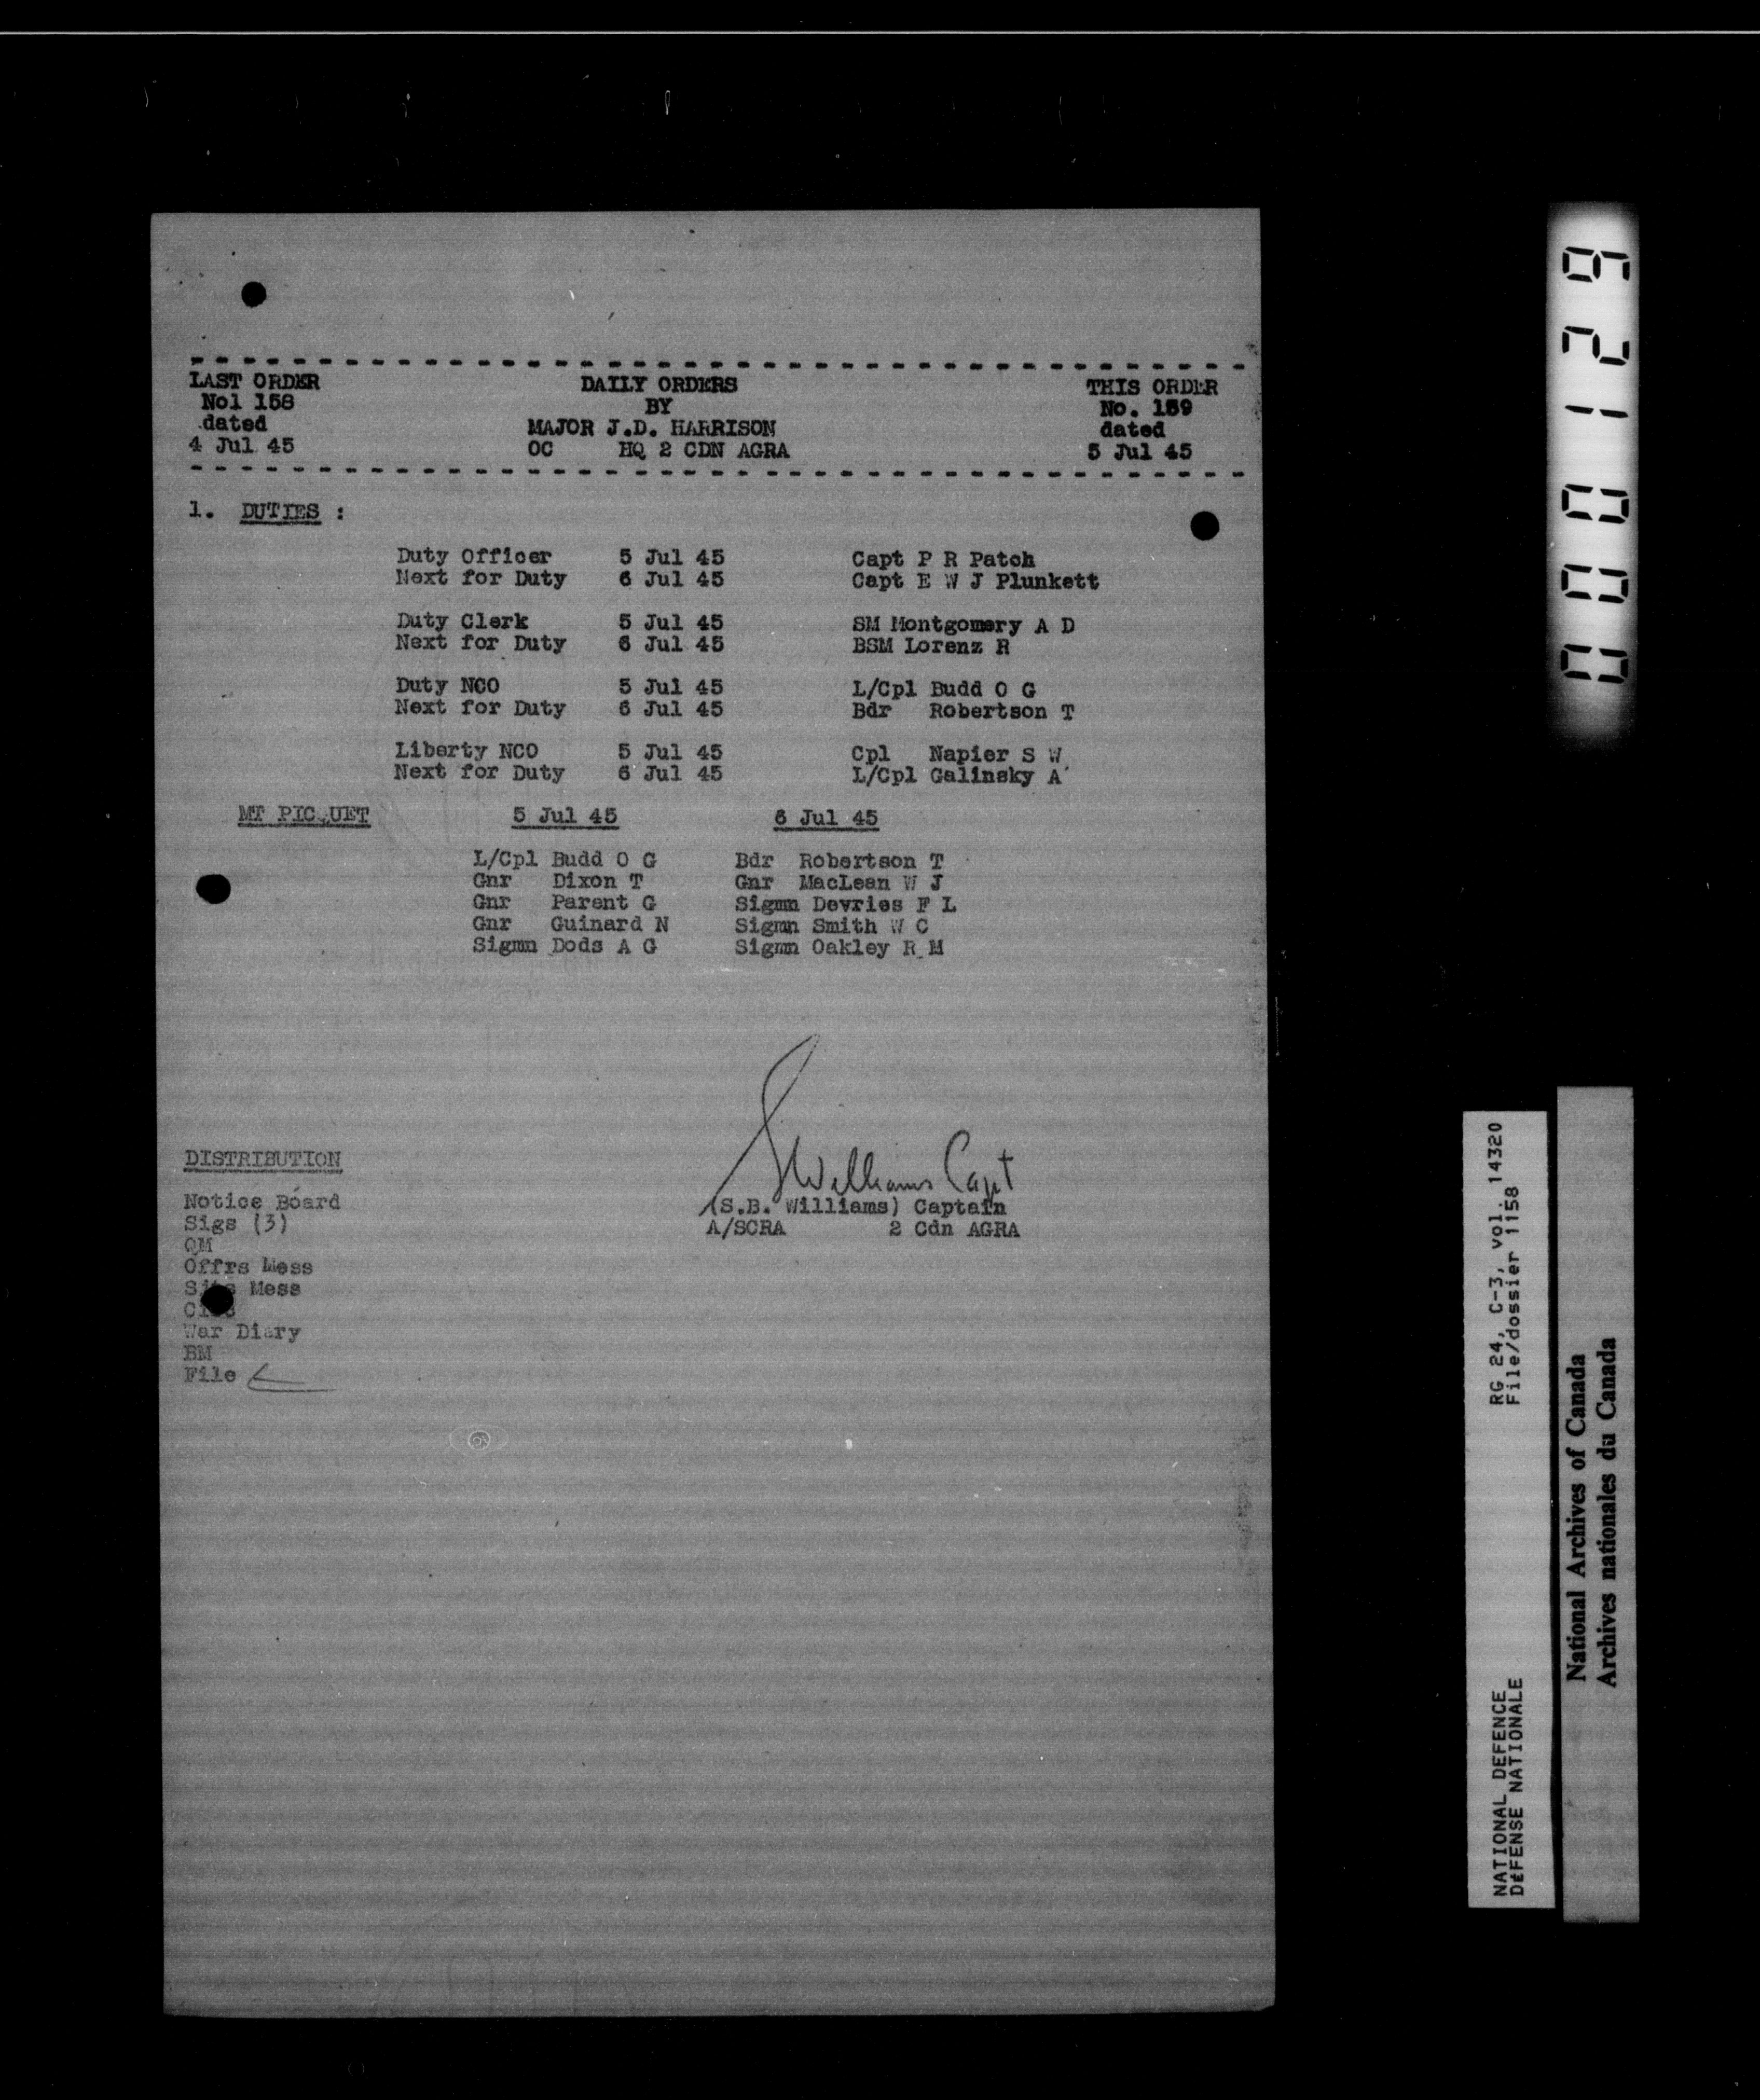 LAST ORDER DAILY ORDERS THIS ORDER
No1 158 BY No. 159
dated MAJOR J.D. HARRISON dated
4 Jul 45 OC HQ 2 CDN AGRA 5 Jul 45
1. DUTIES :
Duty Officer 5 Jul 45 Capt P R Patch
Next for Duty 6 Jul 45 Capt E W J Plunkett
Duty Clerk 5 Jul 45 SM Montgomery A D
Next for Duty 6 Jul 45 BSM Lorenz R
Duty NCO 5 Jul 45 L/Cpl Budd O G
Next for Duty 6 Jul 45 Bdr Robertson T
Liberty NCO 5 Jul 45 Cpl Napier S W
Next for Duty 6 Jul 45 L/Cpl Galinsky A
MT PICQUET 5 Jul 45 6 Jul 45
L/Cpl Budd O G Bdr Robertson T
Gnr Dixon T Gnr MacLean W J
Gnr Parent G Sigmn Devries F L
Gnr Guinard N Sigmn Smith W C
Sigmn Dods A G Sigmn Oakley R M
SWilliams Capt
(S.B. Williams) Captain
A/SCRA 2 Cdn AGRA
DISTRIBUTION
Notice Board
Sigs (3)
QM
Offrs Mess
Mess
War Diary
BM
File
000129
RG 24, C-3, vol. 14320
File/dossier 1158
NATIONAL DEFENCE
DÉFENSE NATIONALE
National Archives of Canada
Archives nationales du Canada